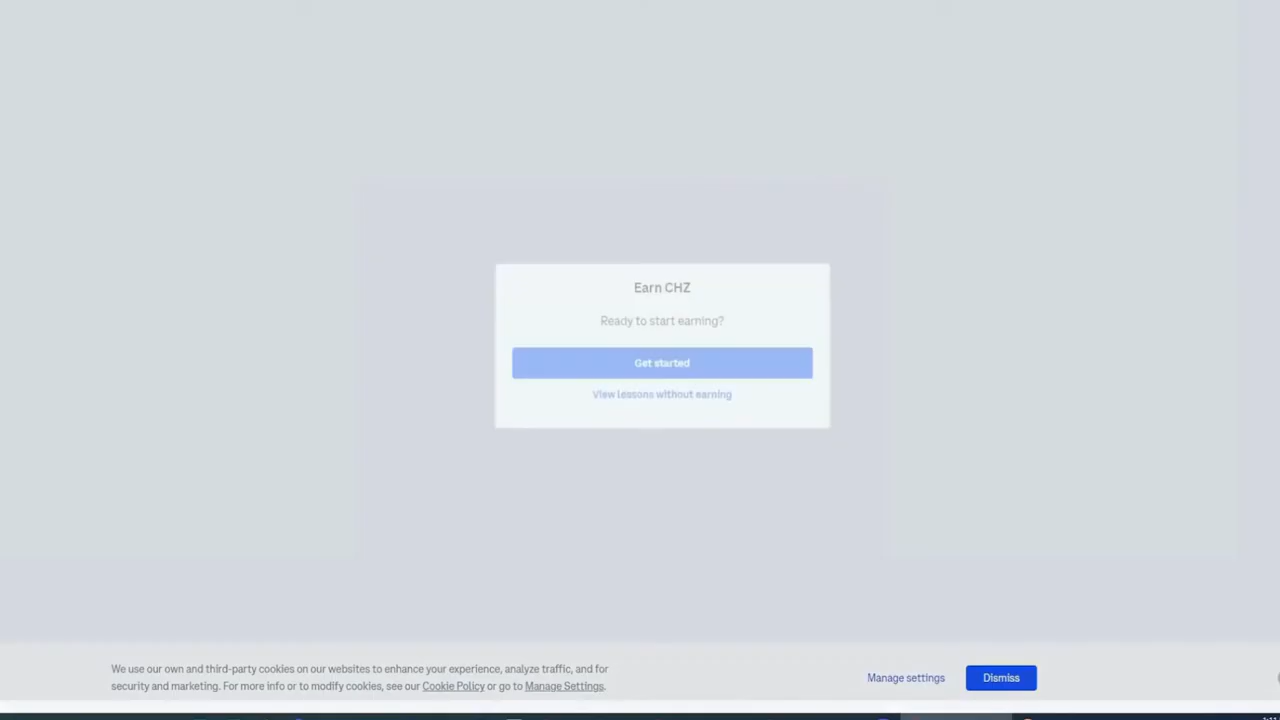 Earn CHZ
Ready to start earning?
Get started
View lessons without earning
We use our own and third-party cookies on our websites to enhance your experience, analyze traffic, and for
security and marketing. For more info or to modify cookies, see our Cookie Policy or go to Manage Settings.
Manage settings
Dismiss